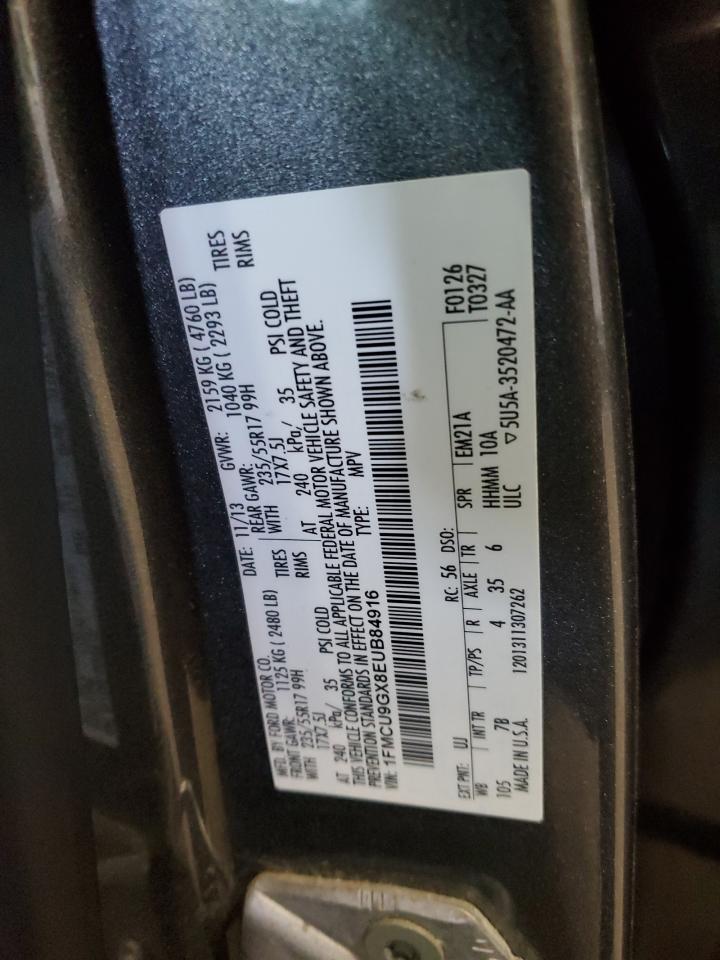 MFD. BY FORD MOTOR CO. DATE: 11/13 GVWR: 2159 KG ( 4760 LB)
FRONT GAWR: 1125 KG ( 2480 LB) REAR GAWR: 1040 KG ( 2293 LB)
WITH 235/55R17 99H TIRES WITH 235/55R17 99H TIRES
17X7.5J RIMS 17X7.5J RIMS
AT 240 kPa/ 35 PSI COLD AT 240 kPa/ 35 PSI COLD
THIS VEHICLE CONFORMS TO ALL APPLICABLE FEDERAL MOTOR VEHICLE SAFETY AND THEFT
PREVENTION STANDARDS IN EFFECT ON THE DATE OF MANUFACTURE SHOWN ABOVE.
VIN: 1FMCU9GX8EUB84916 TYPE: MPV
EXT PNT: UJ RC: 56 DSO: F0126
WB INT TR TP/PS R AXLE TR SPR EM21A T0327
105 7B 4 35 6 HHMM 10A
MADE IN U.S.A. 1201311307262 ULC ▽5U5A-3520472-AA